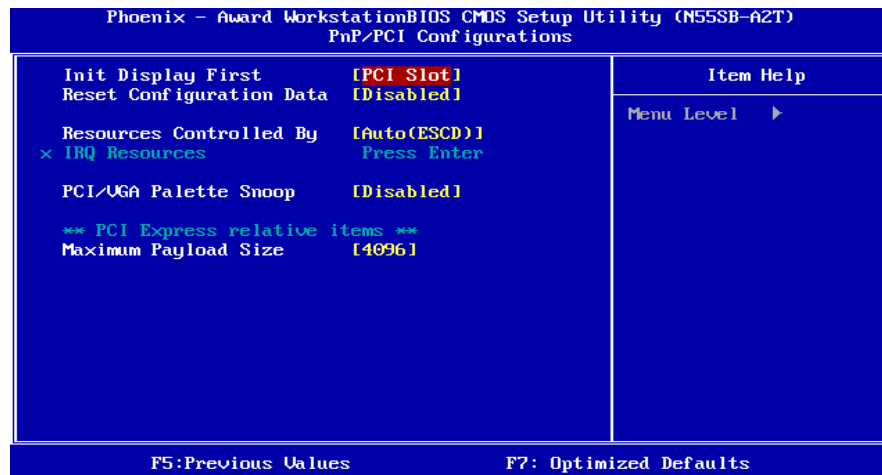 Phoenix - Award WorkstationBIOS CMOS Setup Utility (N55SB-A2T)
PnP/PCI Configurations
Init Display First [PCI Slot]
Reset Configuration Data [Disabled]
Resources Controlled By [Auto(ESCD)]
x IRQ Resources Press Enter
PCI/VGA Palette Snoop [Disabled]
** PCI Express relative items **
Maximum Payload Size [4096]
Item Help
Menu Level ▶
F5:Previous Values F7: Optimized Defaults